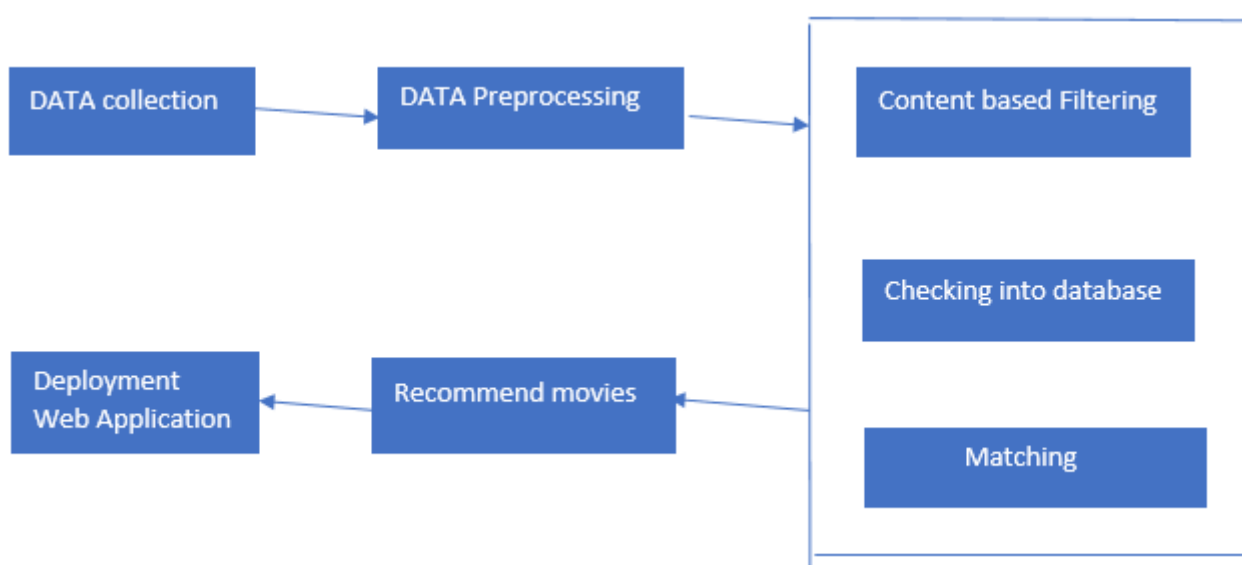 DATA collection
DATA Preprocessing
Content based Filtering
Checking into database
Matching
Recommend movies
Deployment
Web Application